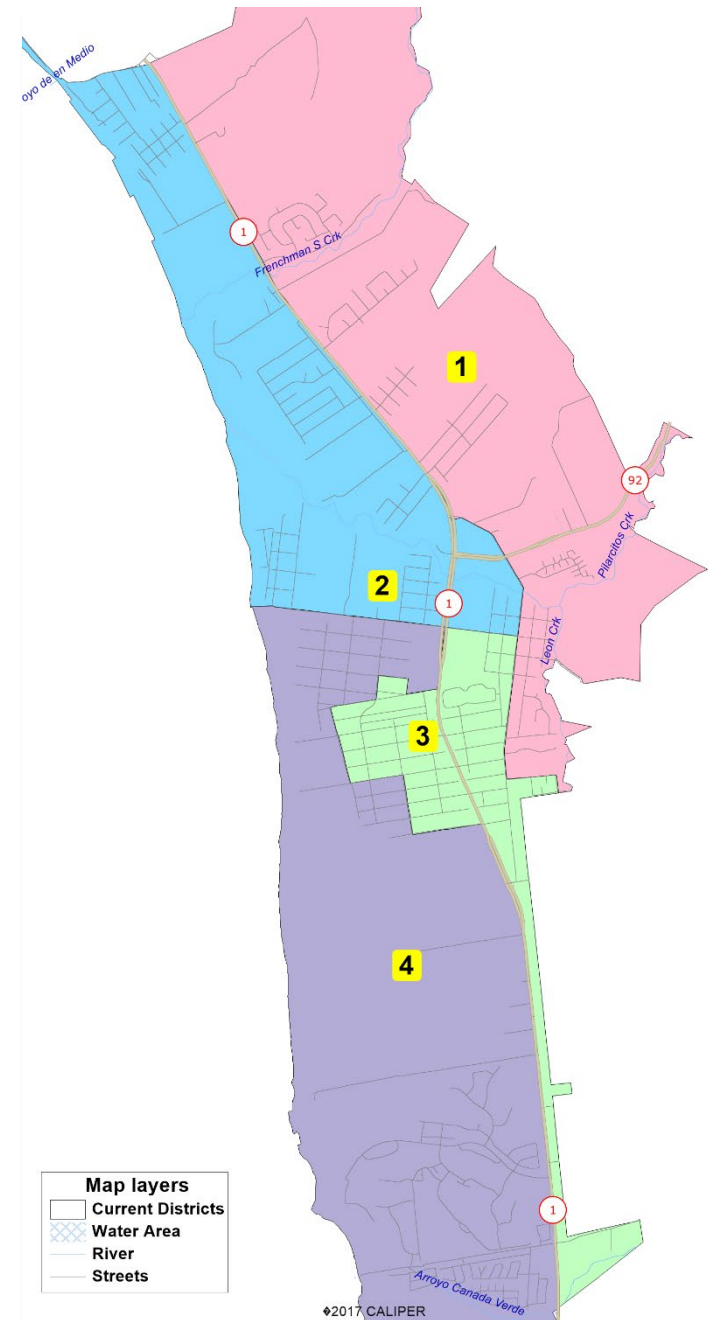 oyo de en Medio
1
Frenchman S Crk
1
92
Pilarcitos Crk
2
1
Leon Crk
3
4
1
Map layers
Current Districts
Water Area
River
Streets
Arroyo Canada Verde
�2017 CALIPER